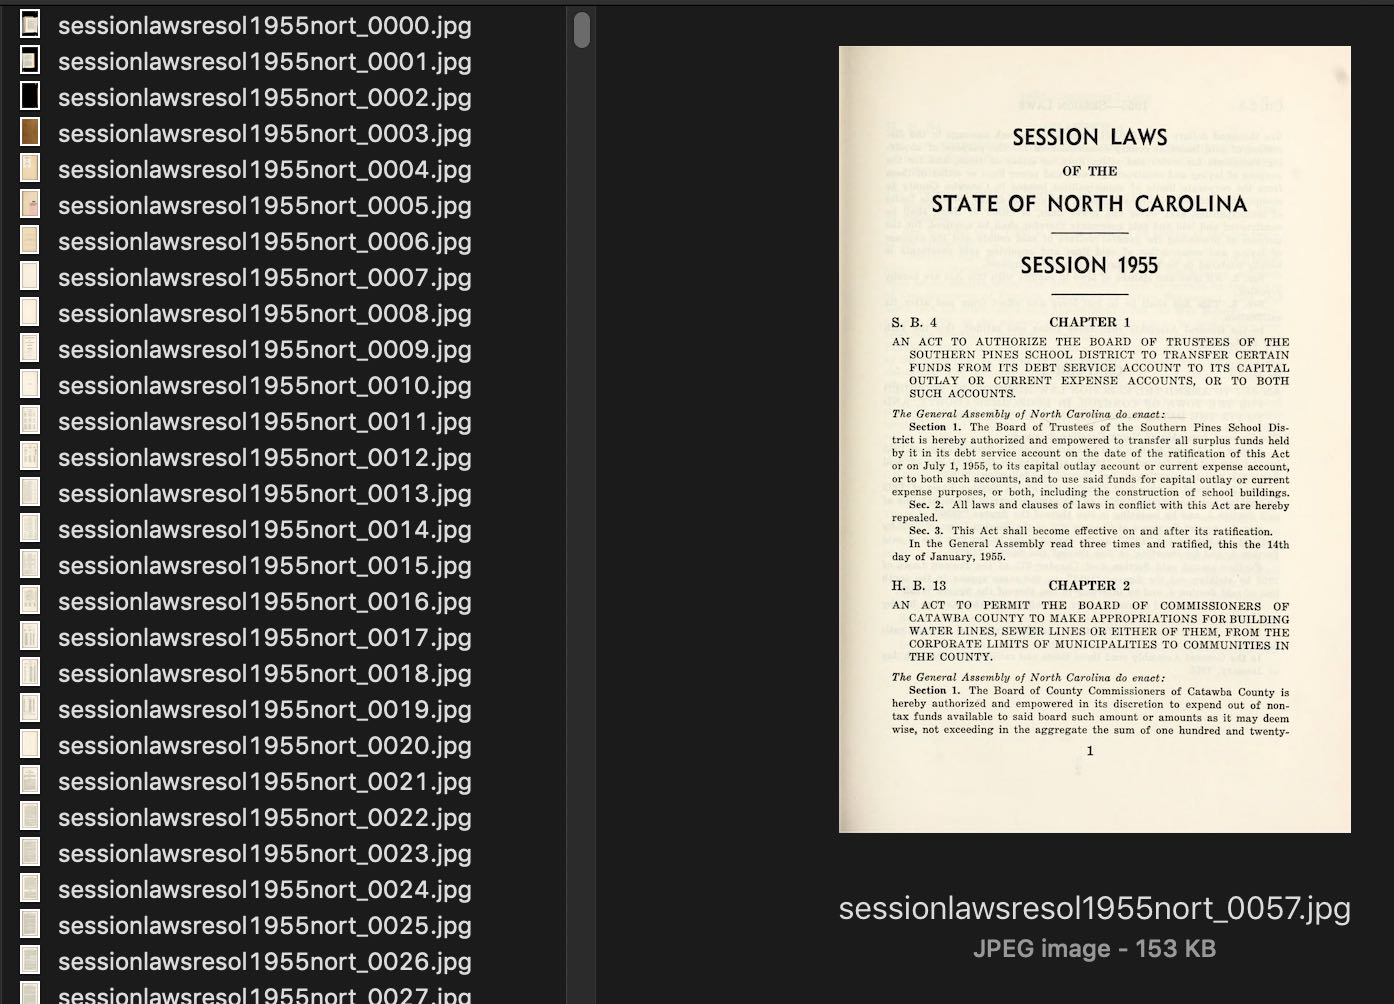 sessionlawsresol1955nort_0000.jpg
sessionlawsresol1955nort_0001.jpg
sessionlawsresol1955nort_0002.jpg
sessionlawsresol1955nort_0003.jpg
sessionlawsresol1955nort_0004.jpg
sessionlawsresol1955nort_0005.jpg
sessionlawsresol1955nort_0006.jpg
sessionlawsresol1955nort_0007.jpg
sessionlawsresol1955nort_0008.jpg
sessionlawsresol1955nort_0009.jpg
sessionlawsresol1955nort_0010.jpg
sessionlawsresol1955nort_0011.jpg
sessionlawsresol1955nort_0012.jpg
sessionlawsresol1955nort_0013.jpg
sessionlawsresol1955nort_0014.jpg
sessionlawsresol1955nort_0015.jpg
sessionlawsresol1955nort_0016.jpg
sessionlawsresol1955nort_0017.jpg
sessionlawsresol1955nort_0018.jpg
sessionlawsresol1955nort_0019.jpg
sessionlawsresol1955nort_0020.jpg
sessionlawsresol1955nort_0021.jpg
sessionlawsresol1955nort_0022.jpg
sessionlawsresol1955nort_0023.jpg
sessionlawsresol1955nort_0024.jpg
sessionlawsresol1955nort_0025.jpg
sessionlawsresol1955nort_0026.jpg
sessionlawsresol1955nort_0027.jpg
SESSION LAWS
OF THE
STATE OF NORTH CAROLINA
SESSION 1955
S. B. 4 CHAPTER 1
AN ACT TO AUTHORIZE THE BOARD OF TRUSTEES OF THE
SOUTHERN PINES SCHOOL DISTRICT TO TRANSFER CERTAIN
FUNDS FROM ITS DEBT SERVICE ACCOUNT TO ITS CAPITAL
OUTLAY OR CURRENT EXPENSE ACCOUNTS, OR TO BOTH
SUCH ACCOUNTS.
The General Assembly of North Carolina do enact:
Section 1. The Board of Trustees of the Southern Pines School Dis-
trict is hereby authorized and empowered to transfer all surplus funds held
by it in its debt service account on the date of the ratification of this Act
or on July 1, 1955, to its capital outlay account or current expense account,
or to both such accounts, and to use said funds for capital outlay or current
expense purposes, or both, including the construction of school buildings.
Sec. 2. All laws and clauses of laws in conflict with this Act are hereby
repealed.
Sec. 3. This Act shall become effective on and after its ratification.
In the General Assembly read three times and ratified, this the 14th
day of January, 1955.
H. B. 13 CHAPTER 2
AN ACT TO PERMIT THE BOARD OF COMMISSIONERS OF
CATAWBA COUNTY TO MAKE APPROPRIATIONS FOR BUILDING
WATER LINES, SEWER LINES OR EITHER OF THEM, FROM THE
CORPORATE LIMITS OF MUNICIPALITIES TO COMMUNITIES IN
THE COUNTY.
The General Assembly of North Carolina do enact:
Section 1. The Board of County Commissioners of Catawba County is
hereby authorized and empowered in its discretion to expend out of non-
tax funds available to said board such amount or amounts as it may deem
wise, not exceeding in the aggregate the sum of one hundred and twenty-
1
sessionlawsresol1955nort_0057.jpg
JPEG image - 153 KB